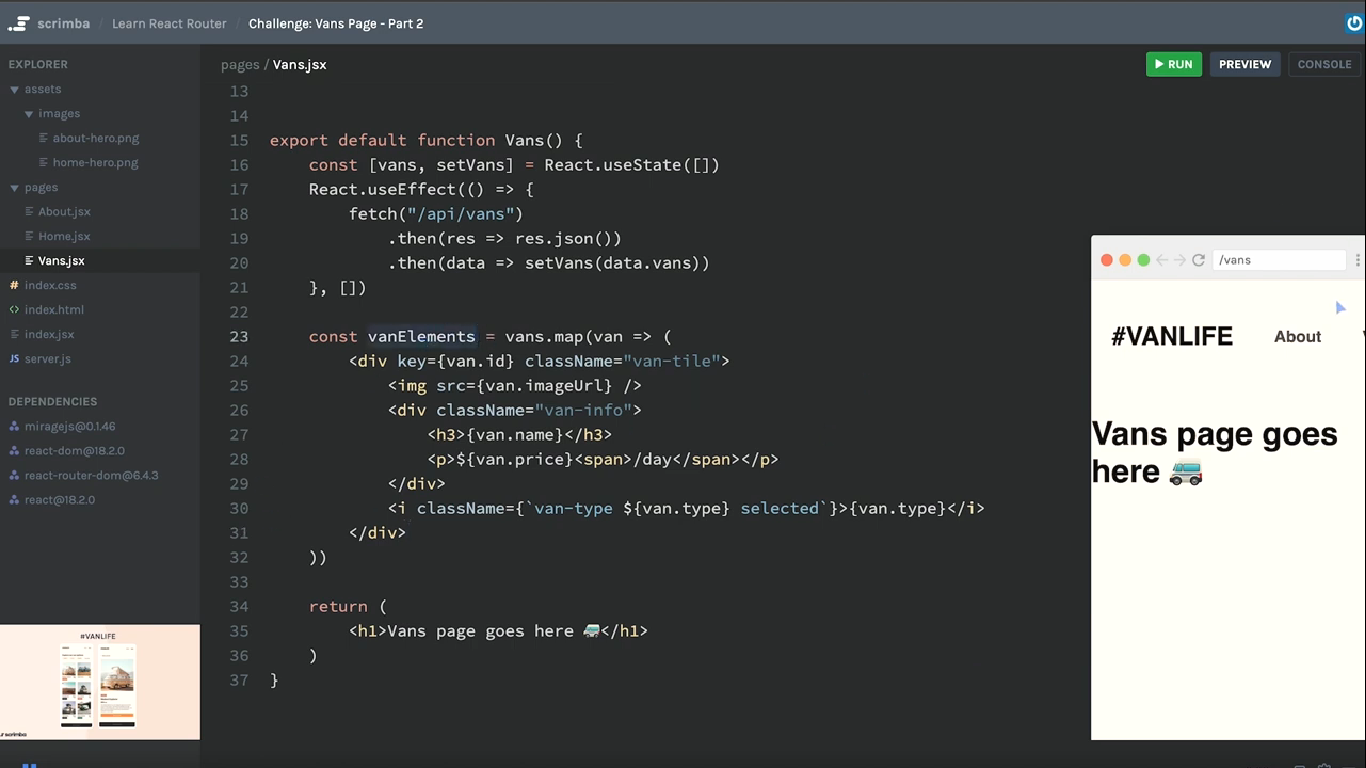 scrimba / Learn React Router / Challenge: Vans Page - Part 2
EXPLORER
assets
images
about-hero.png
home-hero.png
pages
About.jsx
Home.jsx
Vans.jsx
index.css
index.html
index.jsx
JS server.js
DEPENDENCIES
miragejs@0.1.46
react-dom@18.2.0
react-router-dom@6.4.3
react@18.2.0
#VANLIFE
scrimba
pages / Vans.jsx
RUN
PREVIEW
CONSOLE
13
14
15 export default function Vans() {
16 const [vans, setVans] = React.useState([])
17 React.useEffect(() => {
18 fetch("/api/vans")
19 .then(res => res.json())
20 .then(data => setVans(data.vans))
21 }, [])
22
23 const vanElements = vans.map(van => (
24 <div key={van.id} className="van-tile">
25 <img src={van.imageUrl} />
26 <div className="van-info">
27 <h3>{van.name}</h3>
28 <p>${van.price}<span>/day</span></p>
29 </div>
30 <i className={`van-type ${van.type} selected`}>{van.type}</i>
31 </div>
32 ))
33
34 return (
35 <h1>Vans page goes here 🚐</h1>
36 )
37 }
/vans
#VANLIFE
About
Vans page goes
here 🚐